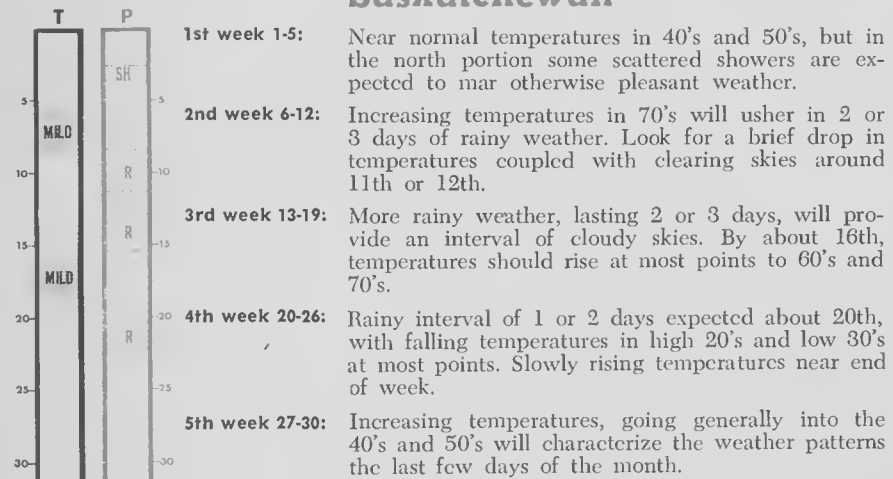 Saskatchewan
T P
1st week 1-5: Near normal temperatures in 40's and 50's, but in
the north portion some scattered showers are ex-
pected to mar otherwise pleasant weather.
2nd week 6-12: Increasing temperatures in 70's will usher in 2 or
3 days of rainy weather. Look for a brief drop in
temperatures coupled with clearing skies around
11th or 12th.
3rd week 13-19: More rainy weather, lasting 2 or 3 days, will pro-
vide an interval of cloudy skies. By about 16th,
temperatures should rise at most points to 60's and
70's.
4th week 20-26: Rainy interval of 1 or 2 days expected about 20th,
with falling temperatures in high 20's and low 30's
at most points. Slowly rising temperatures near end
of week.
5th week 27-30: Increasing temperatures, going generally into the
40's and 50's will characterize the weather patterns
the last few days of the month.
SH
5 5
MILD
10 R 10
R
15 15
MILD
20 20
R
25 25
30 30